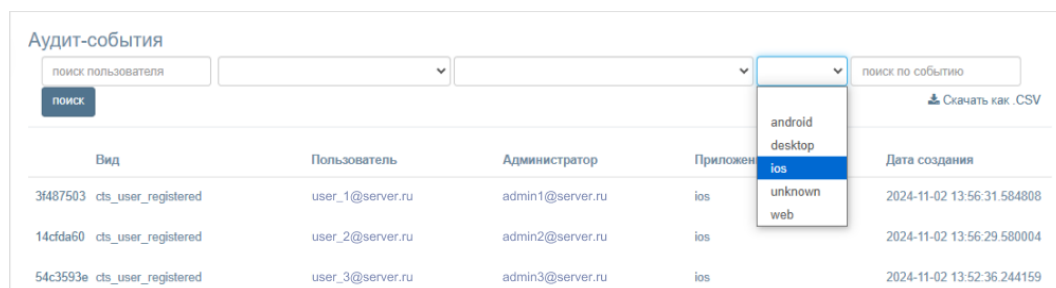 Аудит-события
поиск пользователя поиск по событию
поиск Скачать как .CSV
android
desktop
ios
unknown
web
Вид Пользователь Администратор Приложен Дата создания
3f487503 cts_user_registered user_1@server.ru admin1@server.ru ios 2024-11-02 13:56:31.584808
14cfda60 cts_user_registered user_2@server.ru admin2@server.ru ios 2024-11-02 13:56:29.580004
54c3593e cts_user_registered user_3@server.ru admin3@server.ru ios 2024-11-02 13:52:36.244159